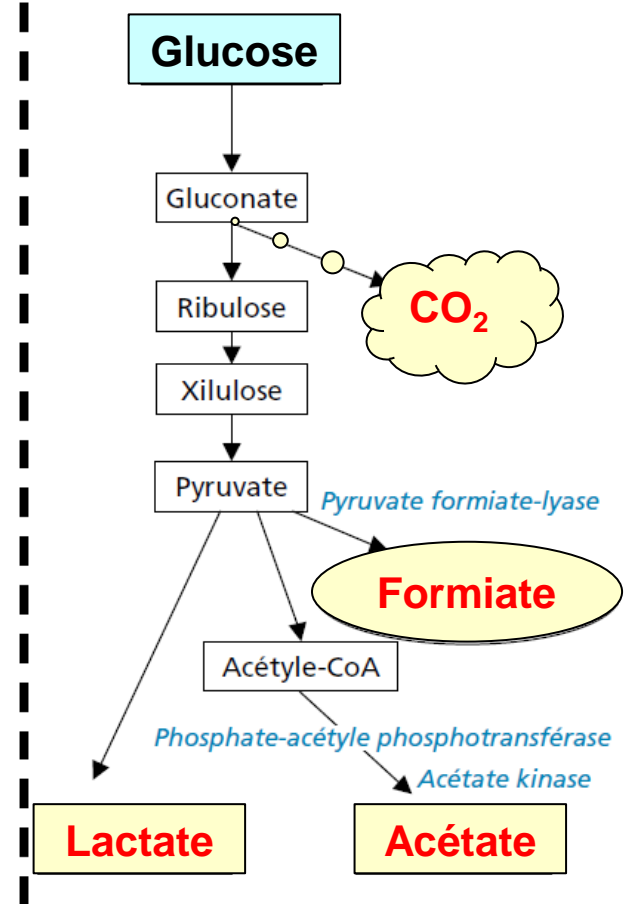 Glucose
Gluconate
CO2
Ribulose
Xilulose
Pyruvate
Pyruvate formiate-lyase
Formiate
Acétyle-CoA
Phosphate-acétyle phosphotransférase
Acétate kinase
Lactate
Acétate